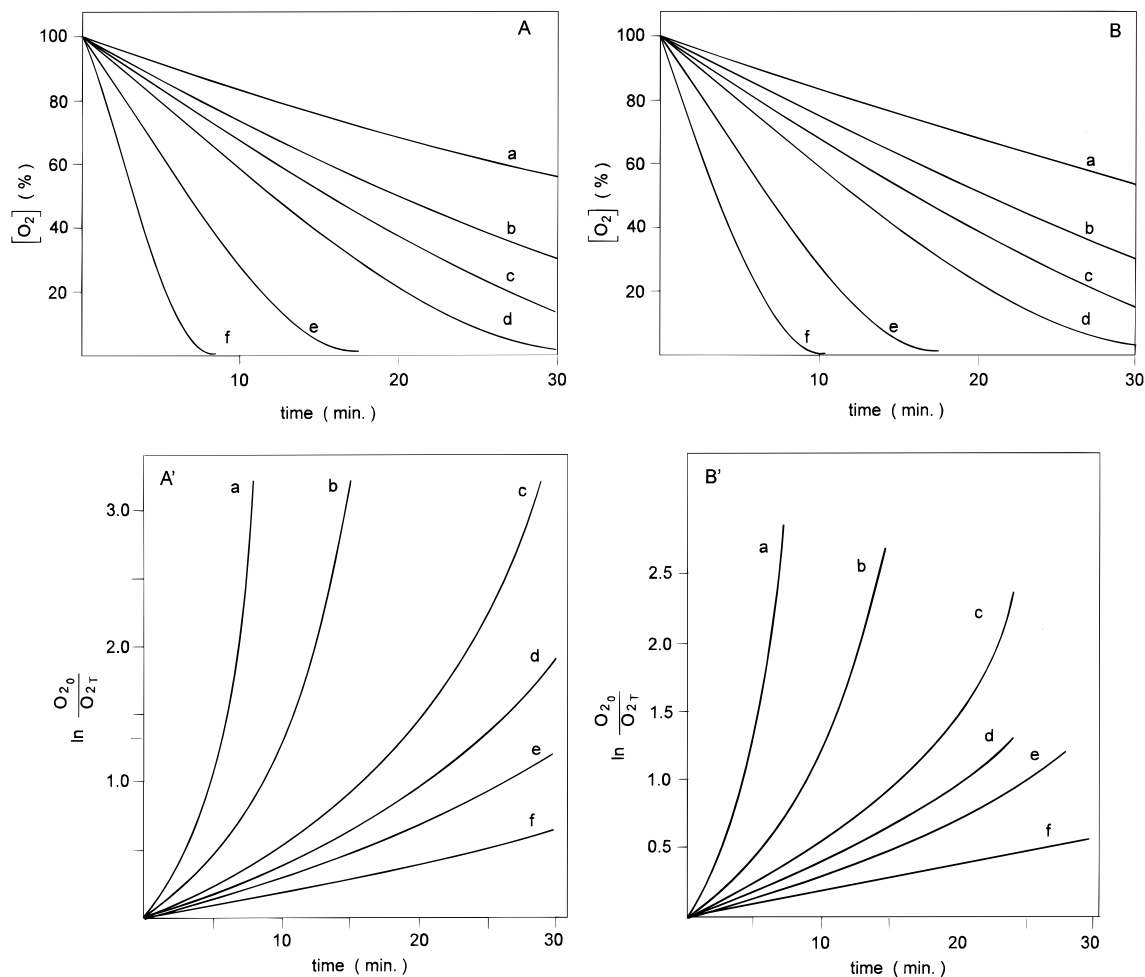 A
100
80
60
40
20
[O₂] (%)
a
b
c
d
e
f
10
20
30
time ( min. )
B
100
80
60
40
20
[O₂] (%)
a
b
c
d
e
f
10
20
30
time ( min. )
A'
3.0
2.0
1.0
ln O₂₀/O₂T
a
b
c
d
e
f
10
20
30
time ( min. )
B'
2.5
2.0
1.5
1.0
0.5
ln O₂₀/O₂T
a
b
c
d
e
f
10
20
30
time ( min. )